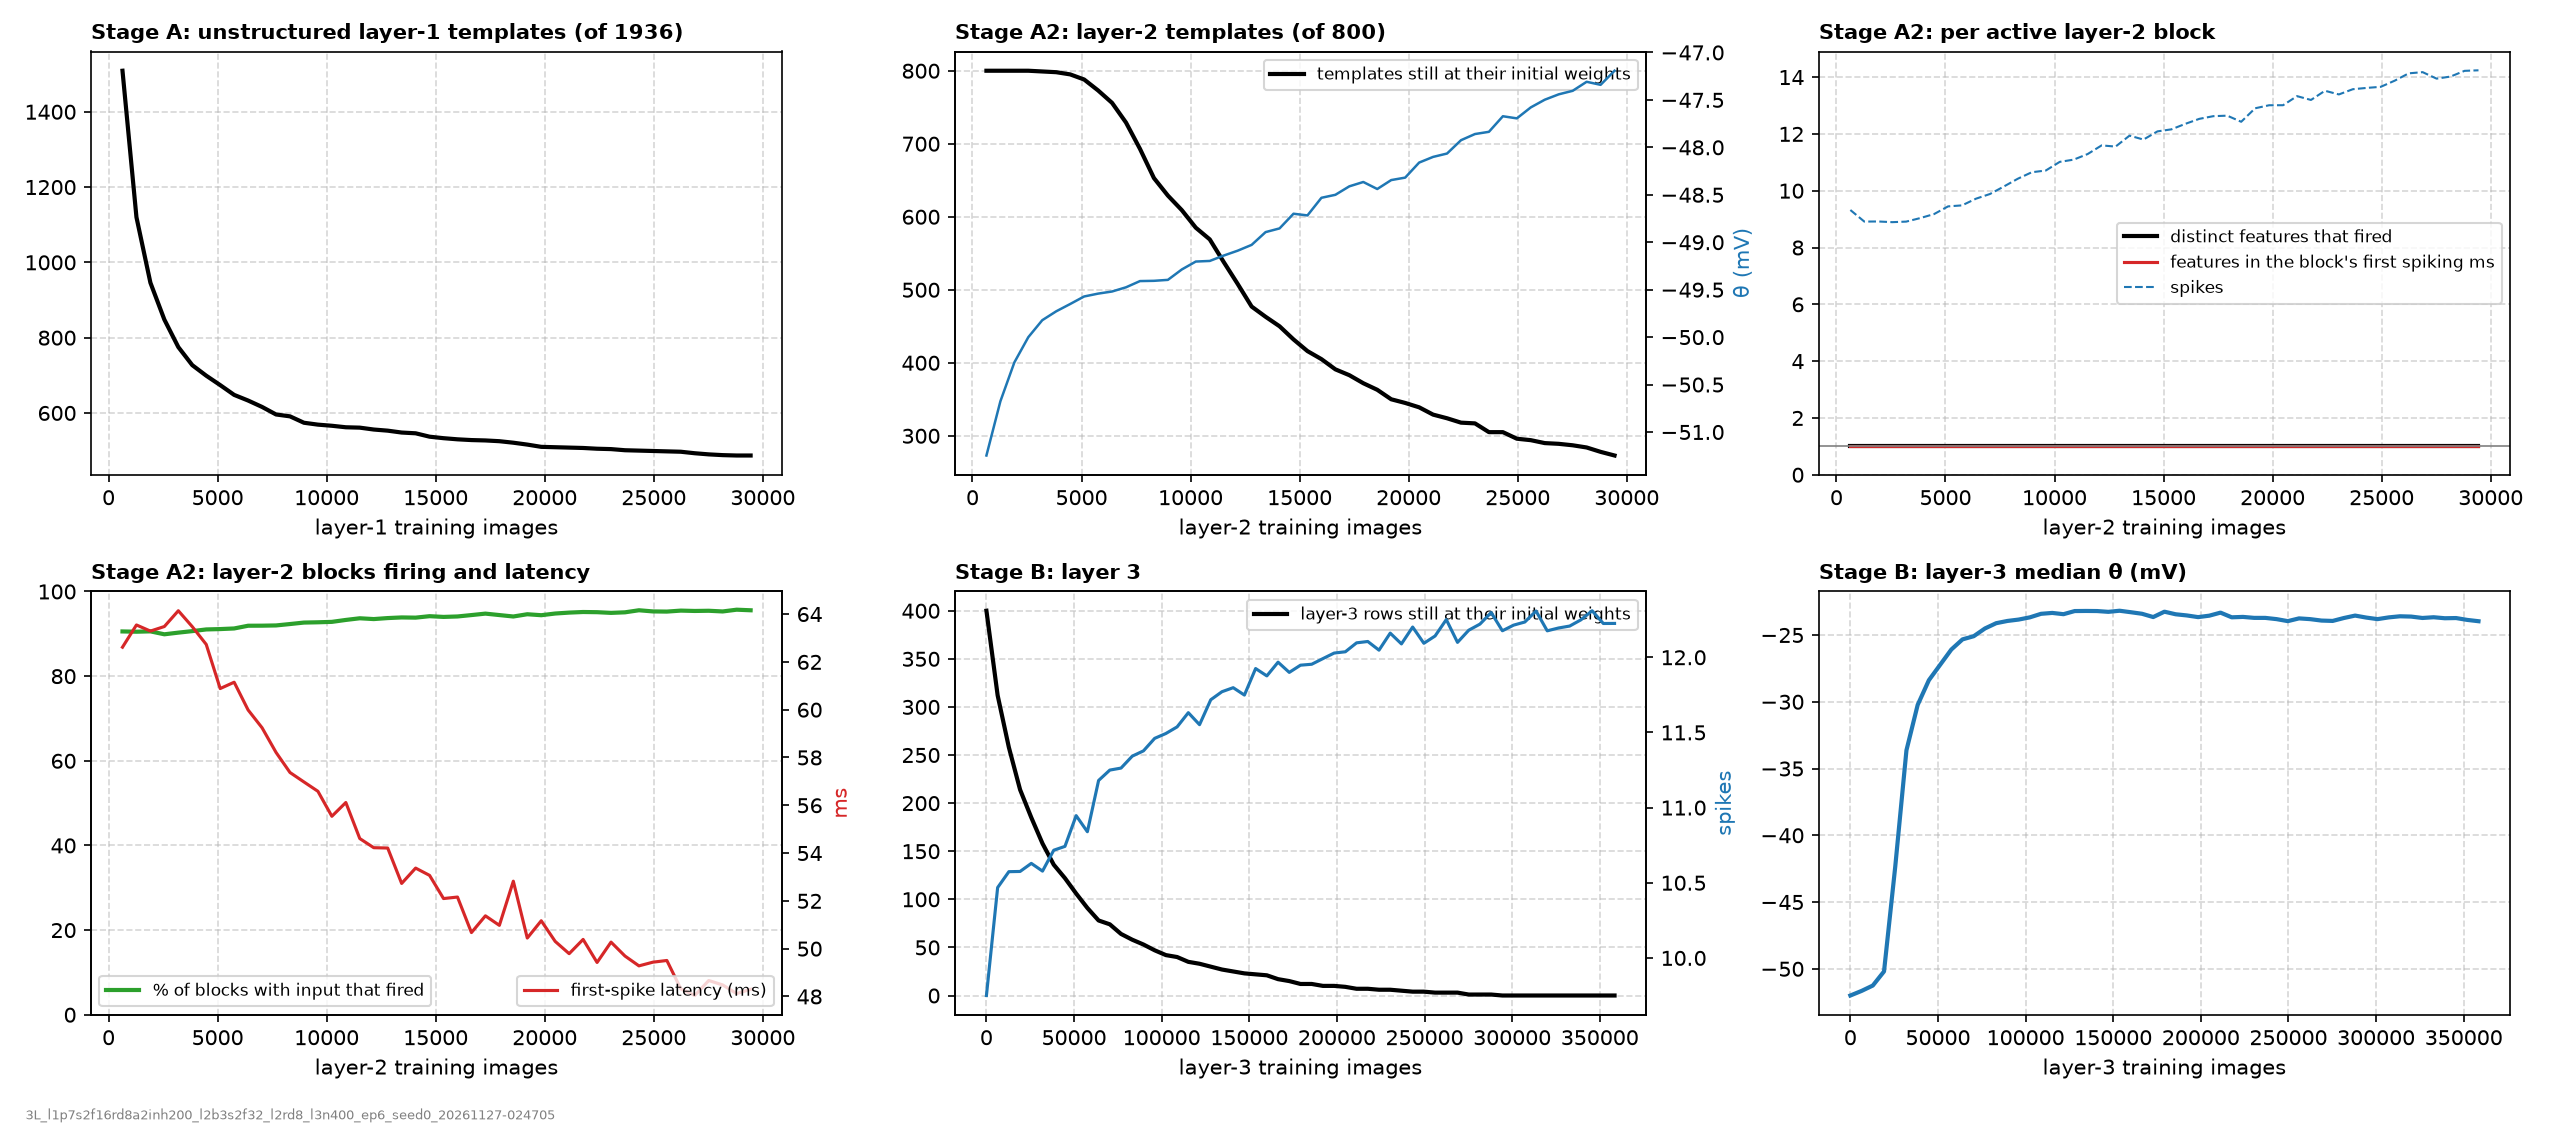 Stage A: unstructured layer-1 templates (of 1936)
1400
1200
1000
800
600
0 5000 10000 15000 20000 25000 30000
layer-1 training images
Stage A2: layer-2 templates (of 800)
templates still at their initial weights
800
700
600
500
400
300
−47.0
−47.5
−48.0
−48.5
−49.0
−49.5
−50.0
−50.5
−51.0
θ (mV)
0 5000 10000 15000 20000 25000 30000
layer-2 training images
Stage A2: per active layer-2 block
14
12
10
8
6
4
2
0
distinct features that fired
features in the block's first spiking ms
spikes
0 5000 10000 15000 20000 25000 30000
layer-2 training images
Stage A2: layer-2 blocks firing and latency
100
80
60
40
20
0
64
62
60
58
56
54
52
50
48
ms
% of blocks with input that fired
first-spike latency (ms)
0 5000 10000 15000 20000 25000 30000
layer-2 training images
Stage B: layer 3
layer-3 rows still at their initial weights
400
350
300
250
200
150
100
50
0
12.0
11.5
11.0
10.5
10.0
spikes
0 50000 100000 150000 200000 250000 300000 350000
layer-3 training images
Stage B: layer-3 median θ (mV)
−25
−30
−35
−40
−45
−50
0 50000 100000 150000 200000 250000 300000 350000
layer-3 training images
3L_l1p7s2f16rd8a2inh200_l2b3s2f32_l2rd8_l3n400_ep6_seed0_20261127-024705